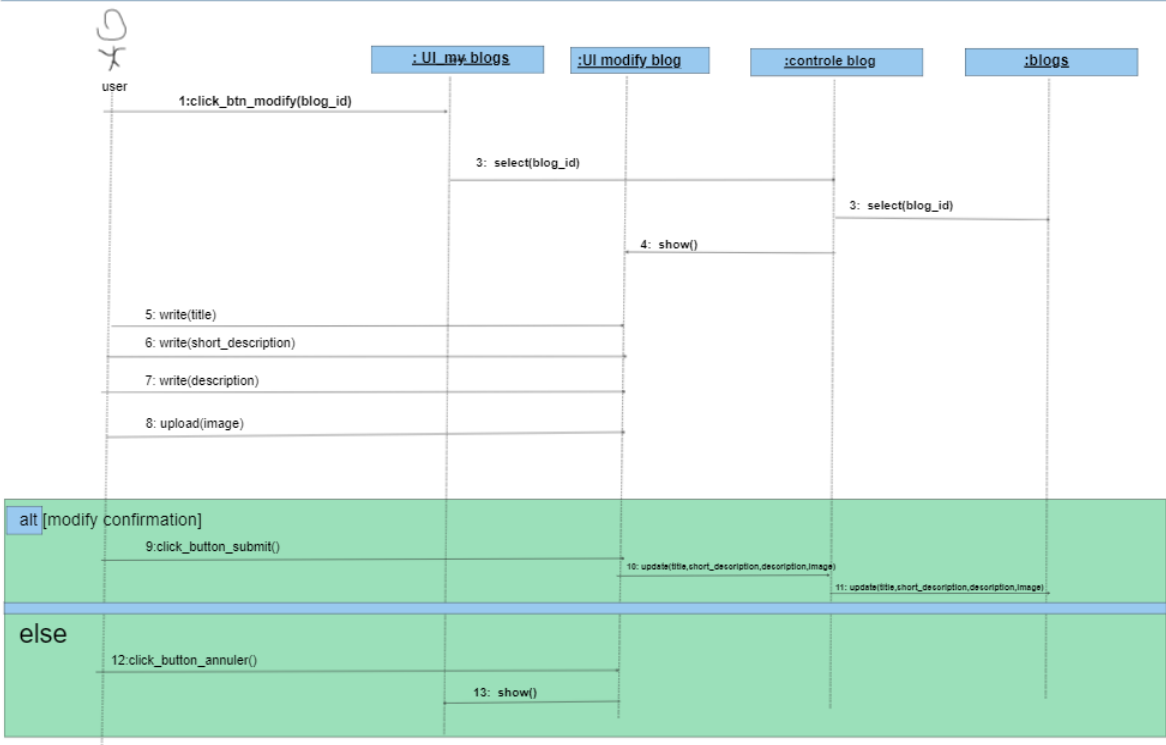 : UI_my blogs
:UI modify blog
:controle blog
:blogs
user
1:click_btn_modify(blog_id)
3: select(blog_id)
3: select(blog_id)
4: show()
5: write(title)
6: write(short_description)
7: write(description)
8: upload(image)
alt [modify confirmation]
9:click_button_submit()
10: update(title,short_description,description,image)
11: update(title,short_description,description,image)
else
12:click_button_annuler()
13: show()